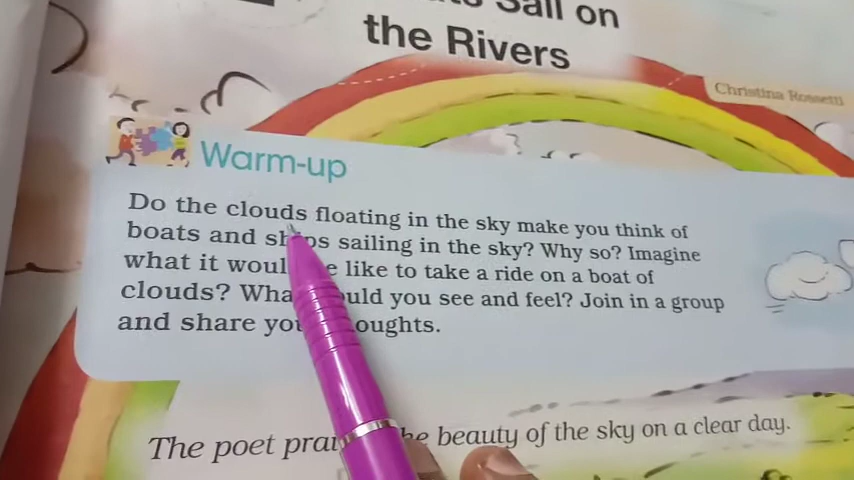 Sail on
the Rivers
Christina Rossetti
Warm-up
Do the clouds floating in the sky make you think of
boats and ships sailing in the sky? Why so? Imagine
what it would be like to take a ride on a boat of
clouds? What would you see and feel? Join in a group
and share your thoughts.
The poet the beauty of the sky on a clear day.